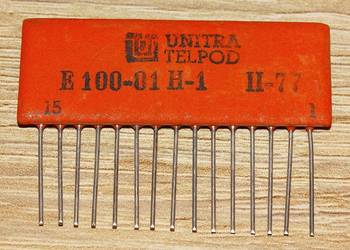 UNITRA
TELPOD
E 100-01 H-1 II-77
15 1